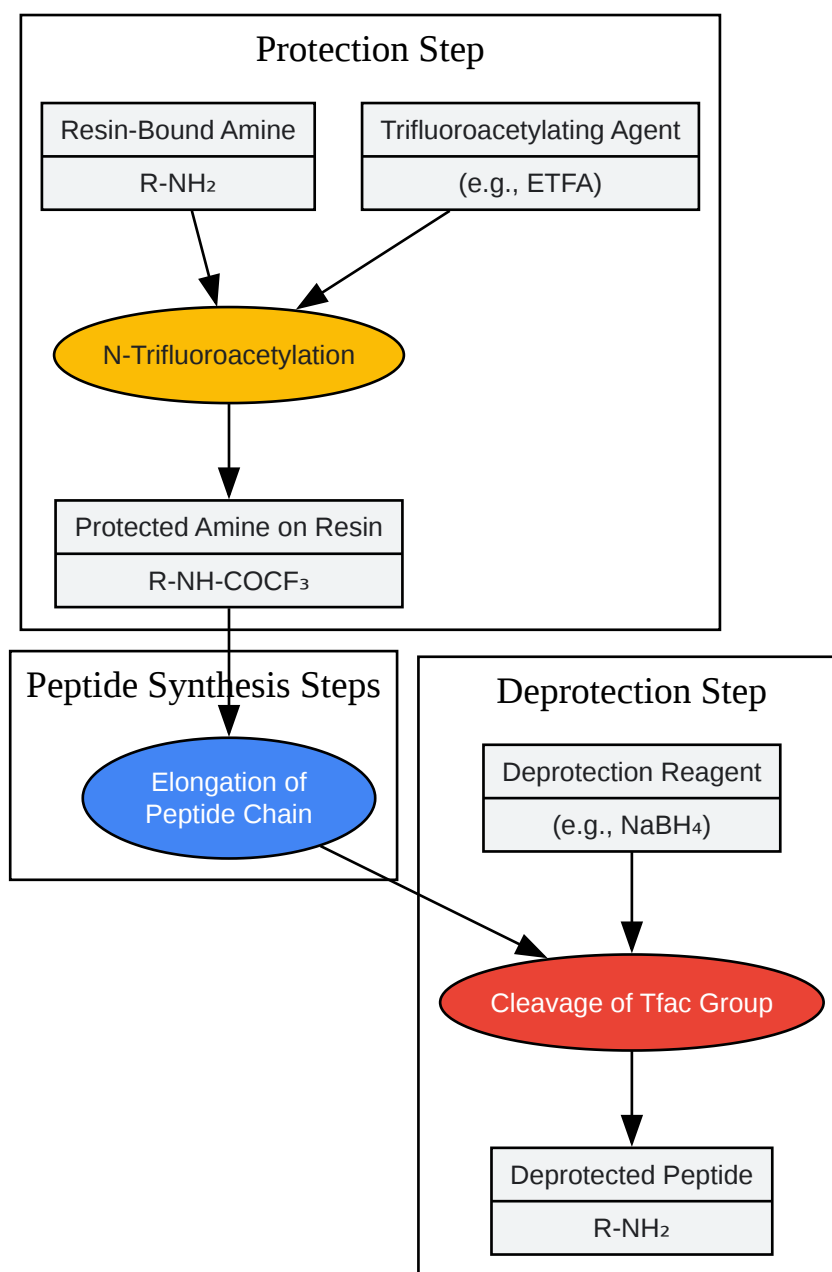 Protection Step
Resin-Bound Amine
R-NH₂
Trifluoroacetylating Agent
(e.g., ETFA)
N-Trifluoroacetylation
Protected Amine on Resin
R-NH-COCF₃
Peptide Synthesis Steps
Elongation of
Peptide Chain
Deprotection Step
Deprotection Reagent
(e.g., NaBH₄)
Cleavage of Tfac Group
Deprotected Peptide
R-NH₂